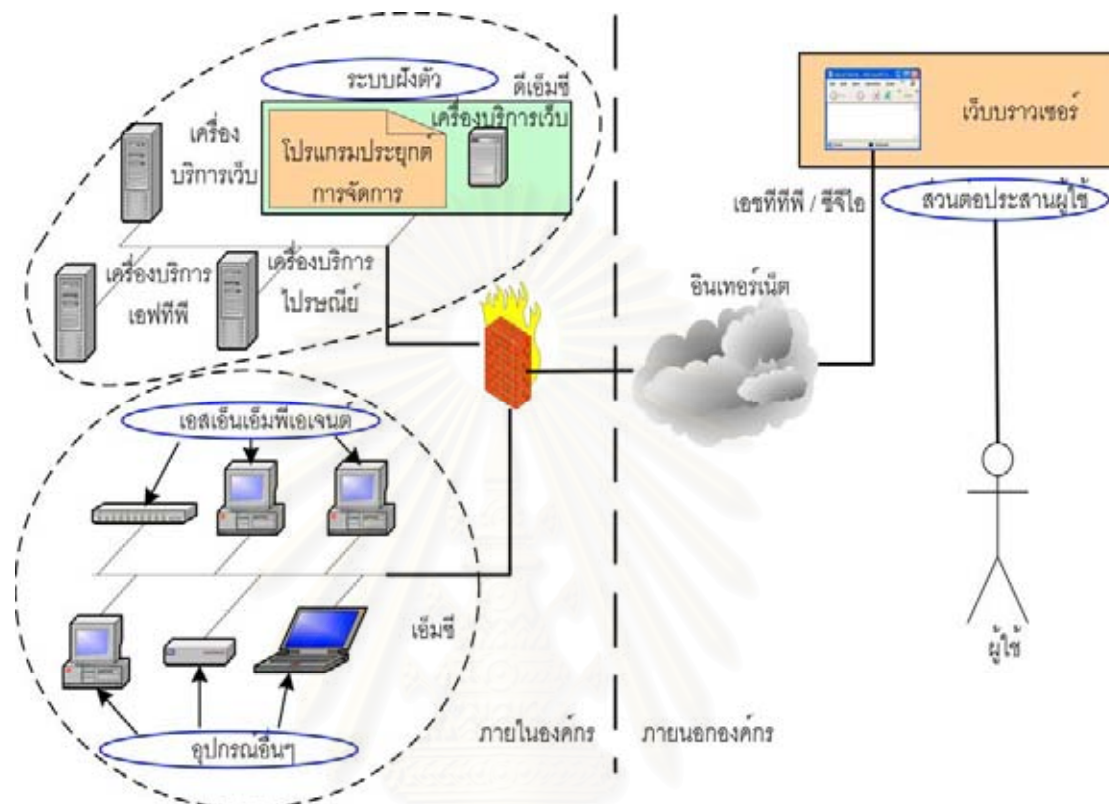 ระบบฝังตัว
ดีเอ็มซี
เครื่องบริการเว็บ
โปรแกรมประยุกต์
การจัดการ
เครื่อง
บริการเว็บ
เครื่องบริการ
เอฟทีพี
เครื่องบริการ
ไปรษณีย์
เว็บบราวเซอร์
เอชทีทีพี / ซีจีไอ
ส่วนต่อประสานผู้ใช้
อินเทอร์เน็ต
เอสเอ็นเอ็มพีเอเจนต์
เอ็มซี
ผู้ใช้
อุปกรณ์อื่นๆ
ภายในองค์กร
ภายนอกองค์กร